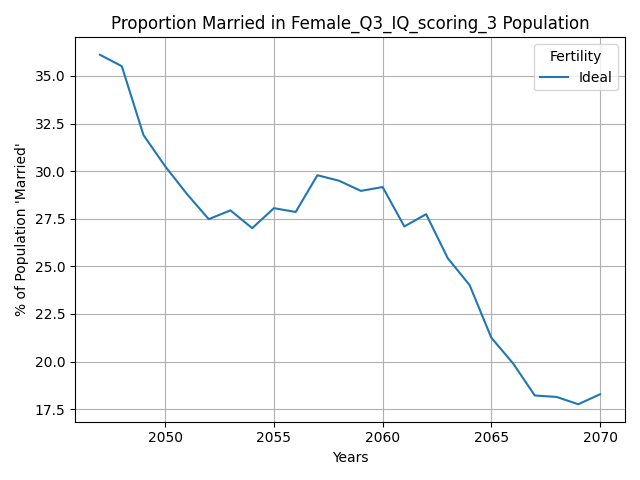 Proportion Married in Female_Q3_IQ_scoring_3 Population
Fertility
Ideal
% of Population 'Married'
35.0
32.5
30.0
27.5
25.0
22.5
20.0
17.5
2050 2055 2060 2065 2070
Years